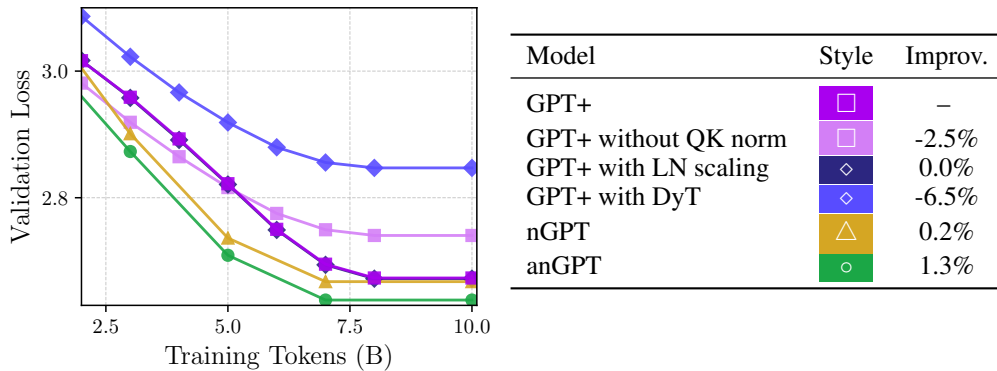 3.0
2.8
2.5
5.0
7.5
10.0
Validation Loss
Training Tokens (B)
Model Style Improv.
GPT+ –
GPT+ without QK norm -2.5%
GPT+ with LN scaling 0.0%
GPT+ with DyT -6.5%
nGPT 0.2%
anGPT 1.3%